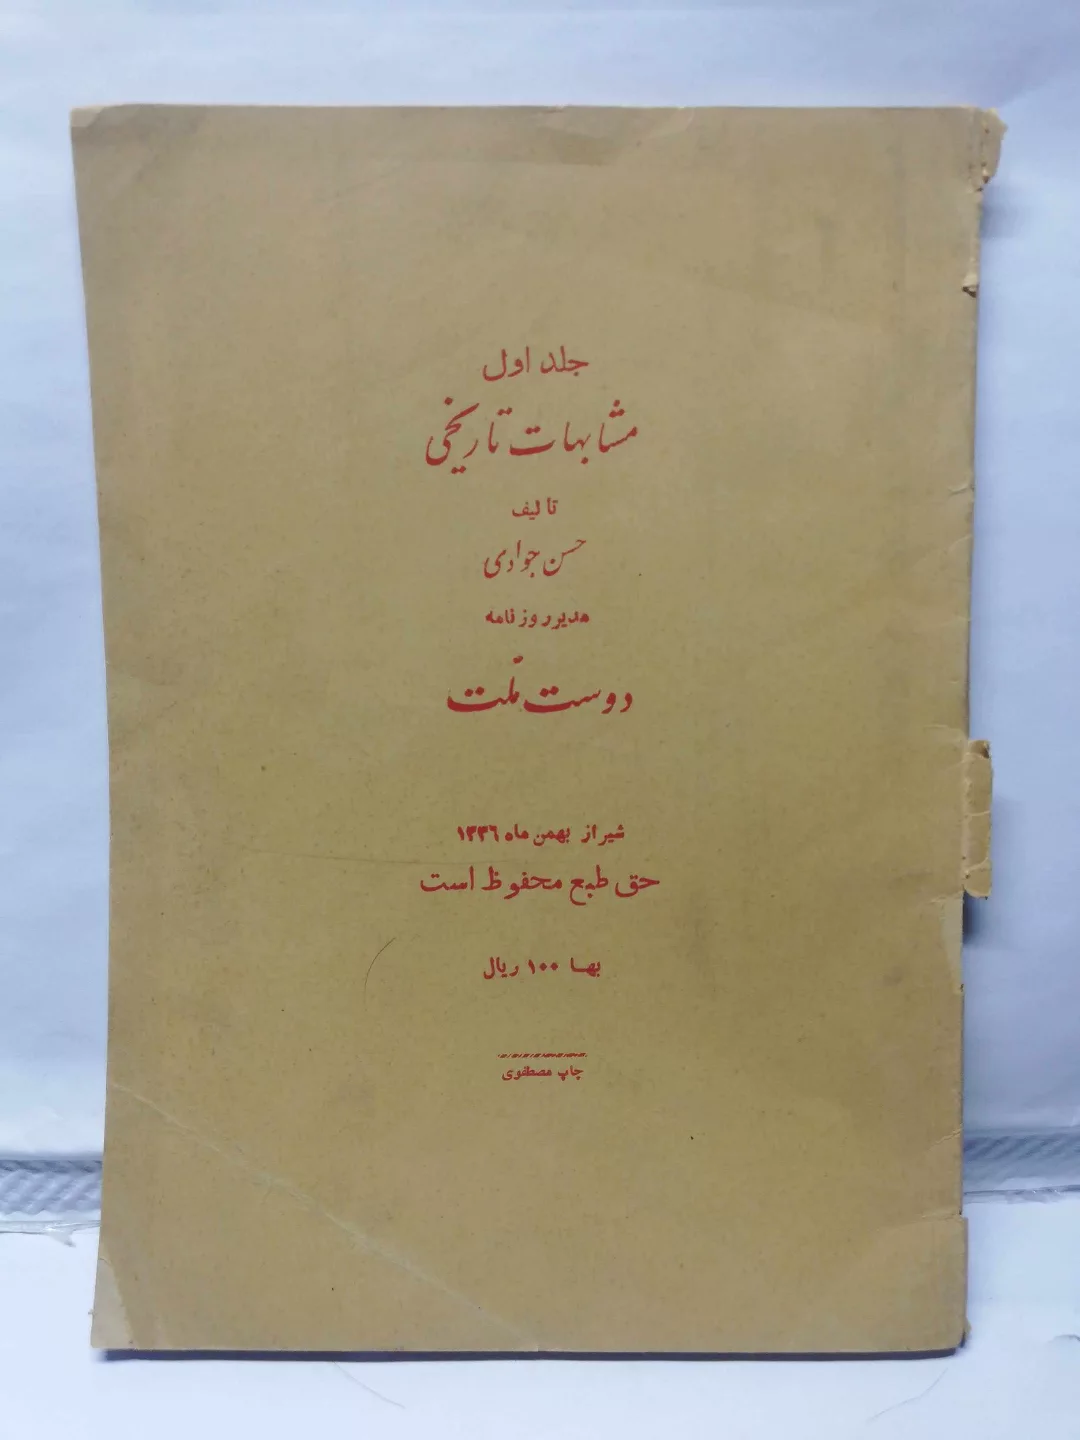 جلد اول
مشابهات تاریخی
تالیف
حسن جوادی
مدیر روزنامه
دوست ملّت
شیراز بهمن ماه ۱۳۳۶
حق طبع محفوظ است
بها ۱۰۰ ریال
چاپ مصطفوی